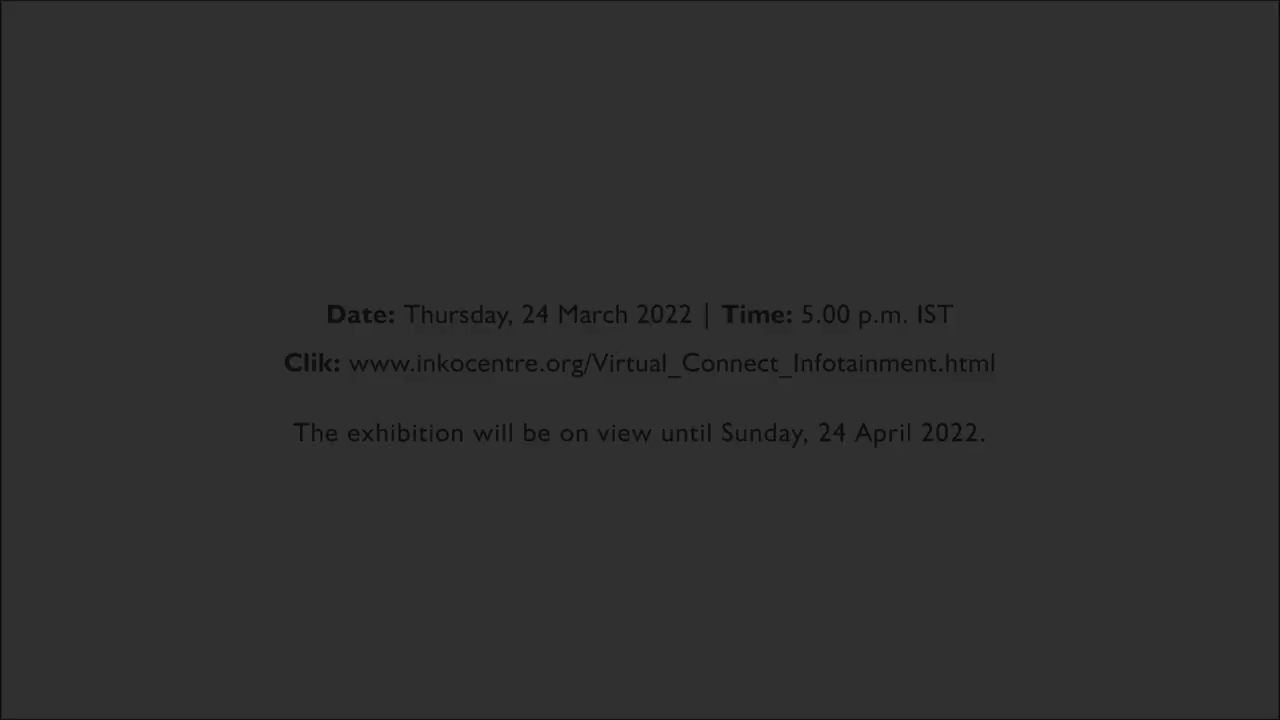 Date: Thursday, 24 March 2022 | Time: 5.00 p.m. IST
Clik: www.inkocentre.org/Virtual_Connect_Infotainment.html
The exhibition will be on view until Sunday, 24 April 2022.